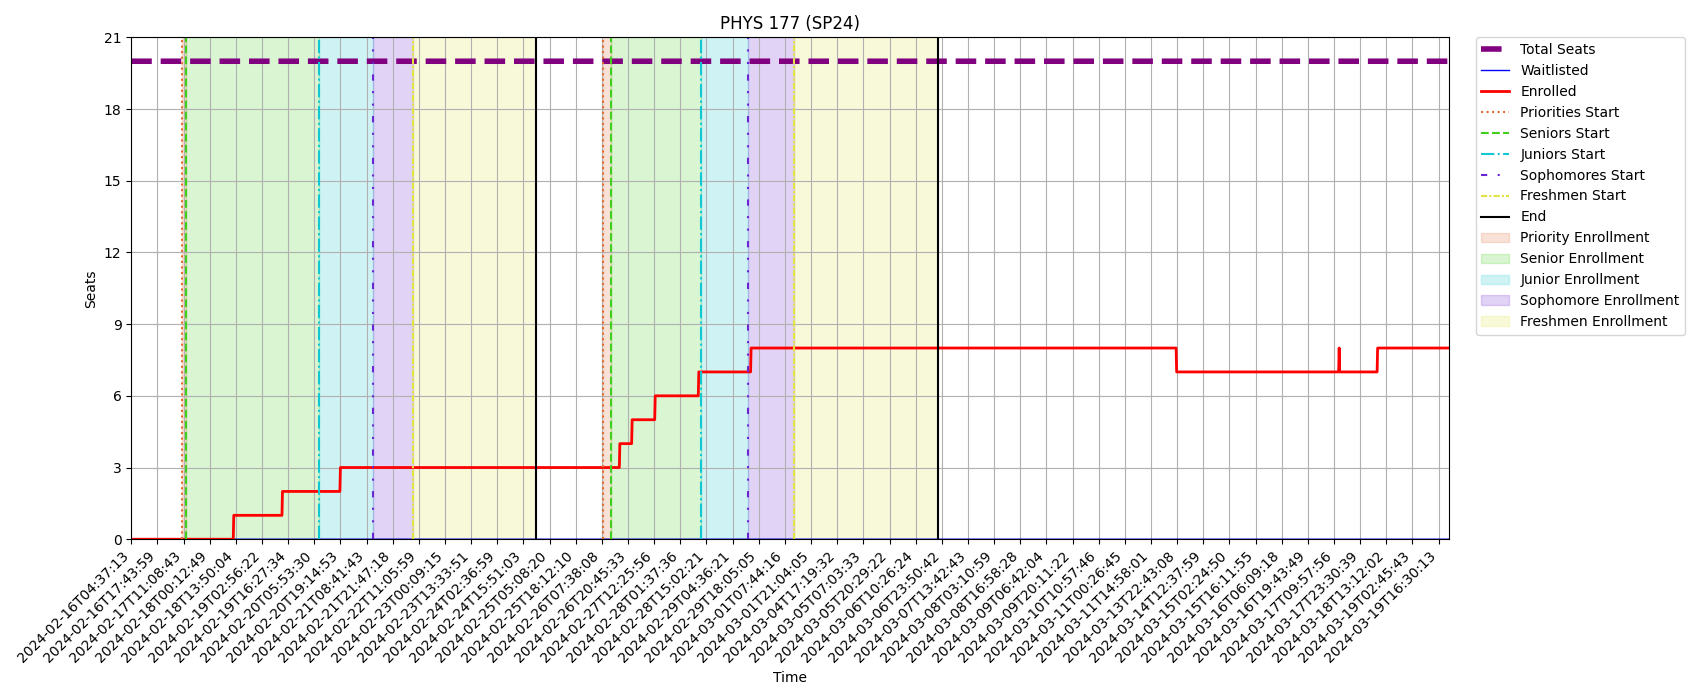 PHYS 177 (SP24)
21
18
15
12
9
6
3
0
Seats
2024-02-16T04:37:13
2024-02-16T17:43:59
2024-02-17T11:08:43
2024-02-18T00:12:49
2024-02-18T13:50:04
2024-02-19T02:56:22
2024-02-19T16:27:34
2024-02-20T05:53:30
2024-02-20T19:14:53
2024-02-21T08:41:43
2024-02-21T21:47:18
2024-02-22T11:05:59
2024-02-23T00:09:15
2024-02-23T13:33:51
2024-02-24T02:36:59
2024-02-24T15:51:03
2024-02-25T05:08:20
2024-02-25T18:12:10
2024-02-26T07:38:08
2024-02-26T20:45:33
2024-02-27T12:25:56
2024-02-28T01:37:36
2024-02-28T15:02:21
2024-02-29T04:36:21
2024-02-29T18:05:05
2024-03-01T07:44:16
2024-03-01T21:04:05
2024-03-04T17:19:32
2024-03-05T07:03:33
2024-03-05T20:29:22
2024-03-06T10:26:24
2024-03-06T23:50:42
2024-03-07T13:42:43
2024-03-08T03:10:59
2024-03-08T16:58:28
2024-03-09T06:42:04
2024-03-09T20:11:22
2024-03-10T10:57:46
2024-03-11T00:26:45
2024-03-11T14:58:01
2024-03-13T22:43:08
2024-03-14T12:37:59
2024-03-15T02:24:50
2024-03-15T16:11:55
2024-03-16T06:09:18
2024-03-16T19:43:49
2024-03-17T09:57:56
2024-03-17T23:30:39
2024-03-18T13:12:02
2024-03-19T02:45:43
2024-03-19T16:30:13
Time
Total Seats
Waitlisted
Enrolled
Priorities Start
Seniors Start
Juniors Start
Sophomores Start
Freshmen Start
End
Priority Enrollment
Senior Enrollment
Junior Enrollment
Sophomore Enrollment
Freshmen Enrollment